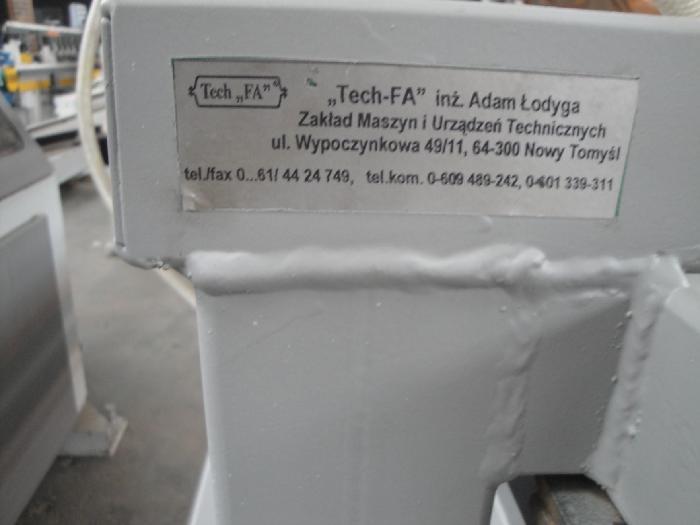 Tech „FA”
„Tech-FA” inż. Adam Łodyga
Zakład Maszyn i Urządzeń Technicznych
ul. Wypoczynkowa 49/11, 64-300 Nowy Tomyśl
tel./fax 0...61/ 44 24 749, tel.kom. 0-609 489-242, 0-601 339-311